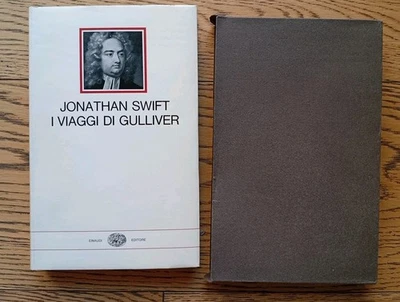 JONATHAN SWIFT
I VIAGGI DI GULLIVER
EINAUDI EDITORE